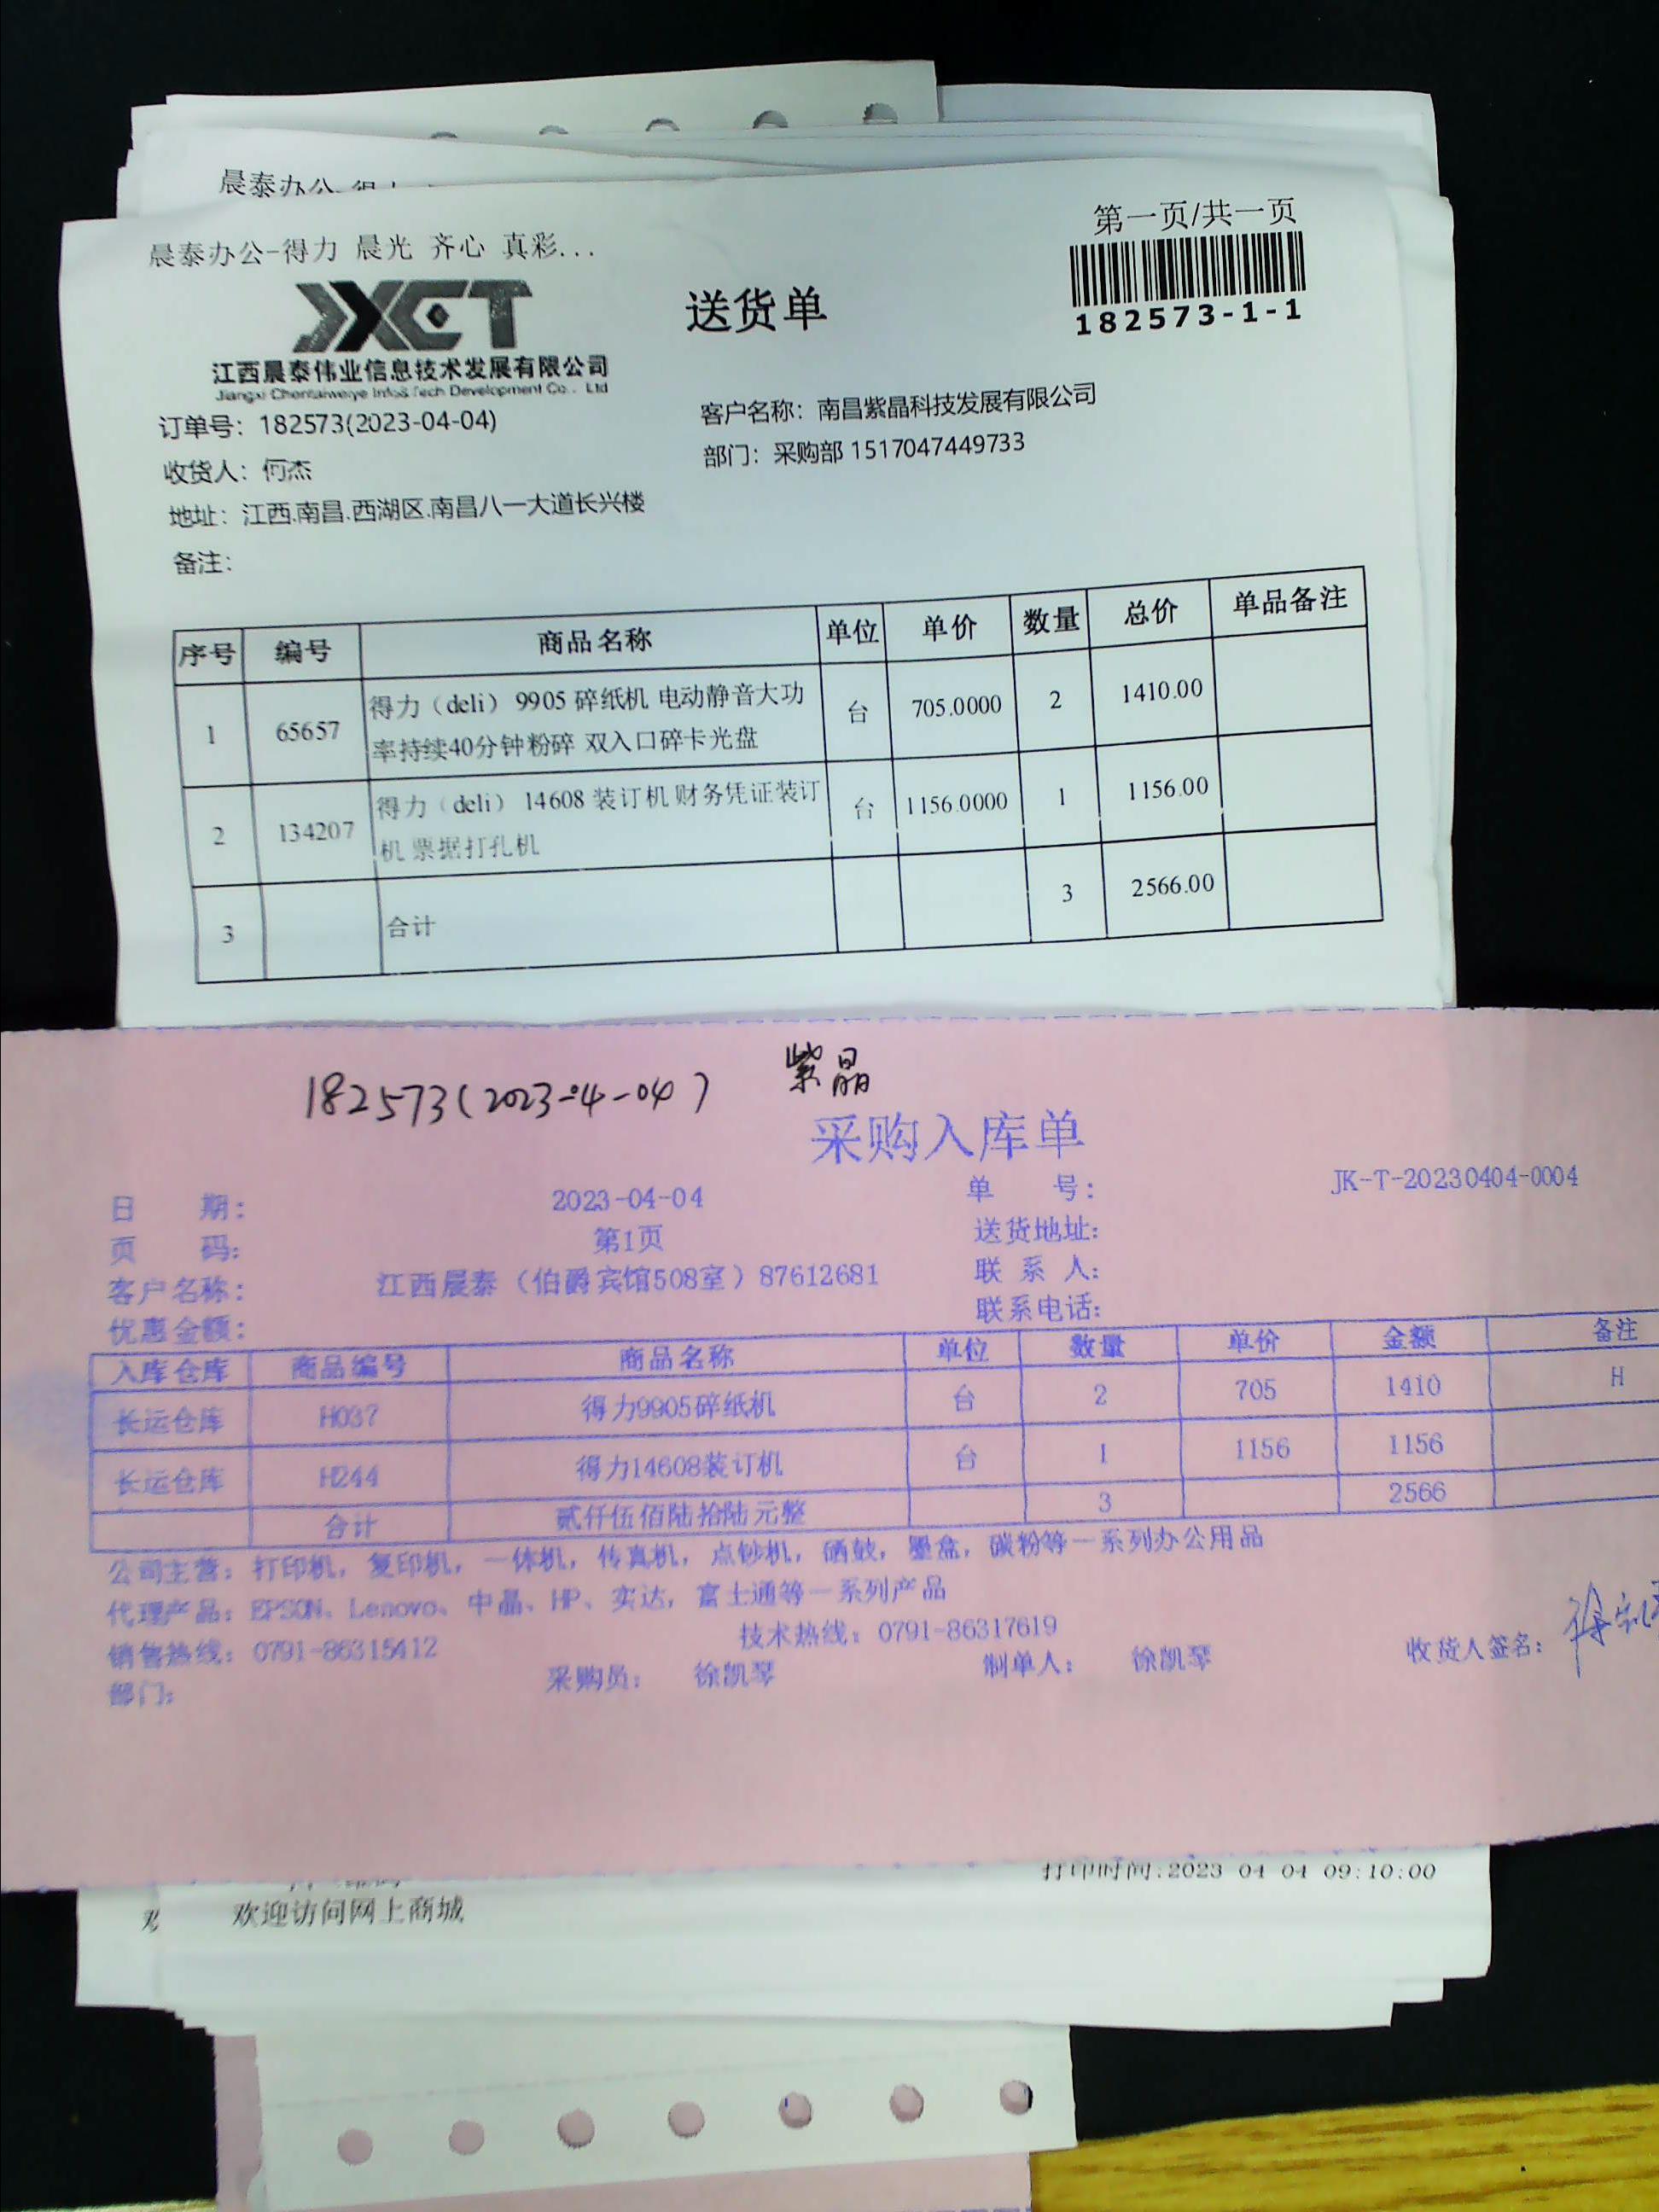 晨泰办公
第一页/共一页
晨泰办公-得力 晨光 齐心 真彩...
JXCT
送货单
182573-1-1
江西晨泰伟业信息技术发展有限公司
Jiangxi Chentaiweiye Info&Tech Development Co., Ltd
订单号：182573(2023-04-04)
客户名称：南昌紫晶科技发展有限公司
收货人：何杰
部门：采购部 1517047449733
地址：江西.南昌.西湖区.南昌八一大道长兴楼
备注：
序号 编号 商品名称 单位 单价 数量 总价 单品备注
1 65657 得力（deli）9905 碎纸机 电动静音大功 台 705.0000 2 1410.00
率持续40分钟粉碎 双入口碎卡光盘
2 134207 得力（deli）14608 装订机 财务凭证装订 台 1156.0000 1 1156.00
机 票据打孔机
3 合计 3 2566.00
182573(2023-04-04) 紫晶
采购入库单
日 期： 2023-04-04 单 号： JK-T-20230404-0004
页 码： 第1页 送货地址：
客户名称： 江西晨泰（伯爵宾馆508室）87612681 联 系 人：
优惠金额： 联系电话：
入库仓库 商品编号 商品名称 单位 数量 单价 金额 备注
长运仓库 H037 得力9905碎纸机 台 2 705 1410 H
长运仓库 H244 得力14608装订机 台 1 1156 1156
合计 贰仟伍佰陆拾陆元整 3 2566
公司主营：打印机，复印机，一体机，传真机，点钞机，硒鼓，墨盒，碳粉等一系列办公用品
代理产品：EPSON、Lenovo、中晶、HP、实达，富士通等一系列产品
销售热线：0791-86315412 技术热线：0791-86317619
部门： 采购员： 徐凯琴 制单人： 徐凯琴 收货人签名：
打印时间:2023-04-04 09:10:00
欢迎访问网上商城